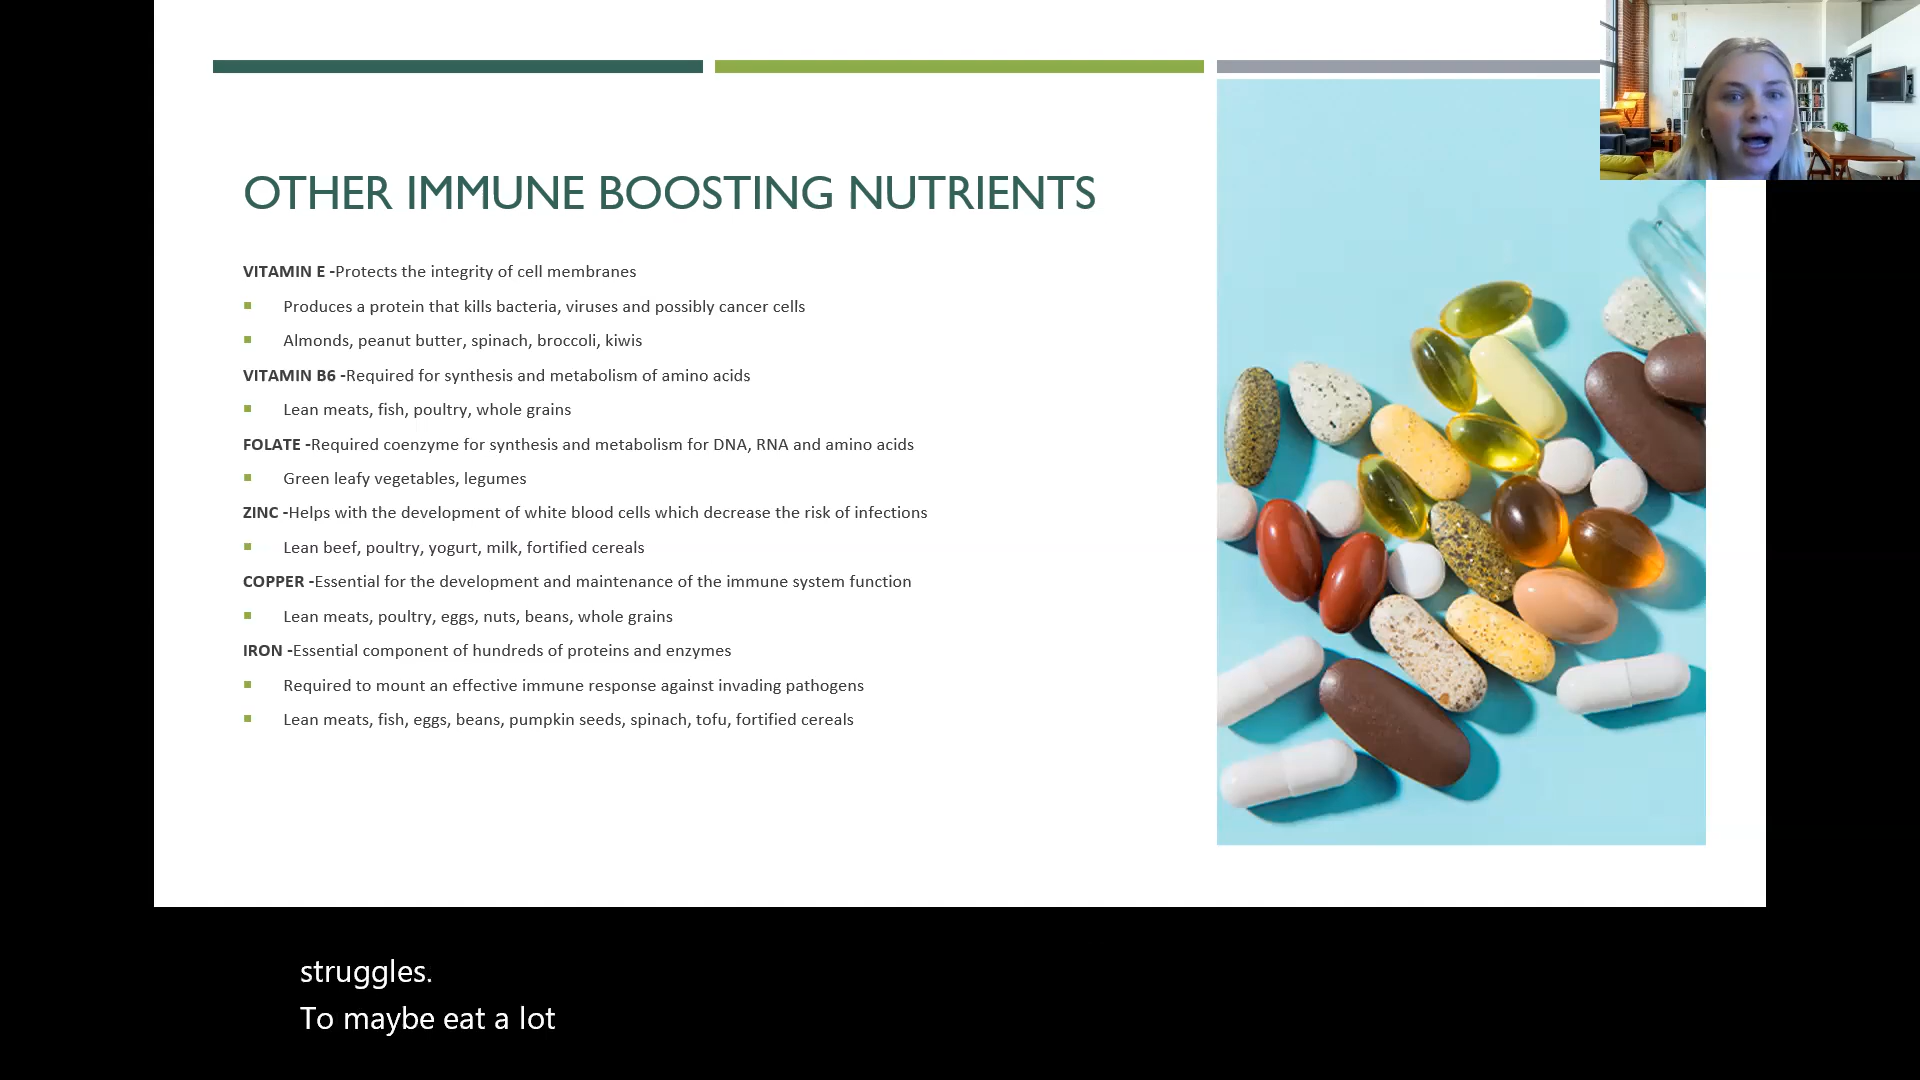 OTHER IMMUNE BOOSTING NUTRIENTS
VITAMIN E -Protects the integrity of cell membranes
Produces a protein that kills bacteria, viruses and possibly cancer cells
Almonds, peanut butter, spinach, broccoli, kiwis
VITAMIN B6 -Required for synthesis and metabolism of amino acids
Lean meats, fish, poultry, whole grains
FOLATE -Required coenzyme for synthesis and metabolism for DNA, RNA and amino acids
Green leafy vegetables, legumes
ZINC -Helps with the development of white blood cells which decrease the risk of infections
Lean beef, poultry, yogurt, milk, fortified cereals
COPPER -Essential for the development and maintenance of the immune system function
Lean meats, poultry, eggs, nuts, beans, whole grains
IRON -Essential component of hundreds of proteins and enzymes
Required to mount an effective immune response against invading pathogens
Lean meats, fish, eggs, beans, pumpkin seeds, spinach, tofu, fortified cereals
struggles.
To maybe eat a lot